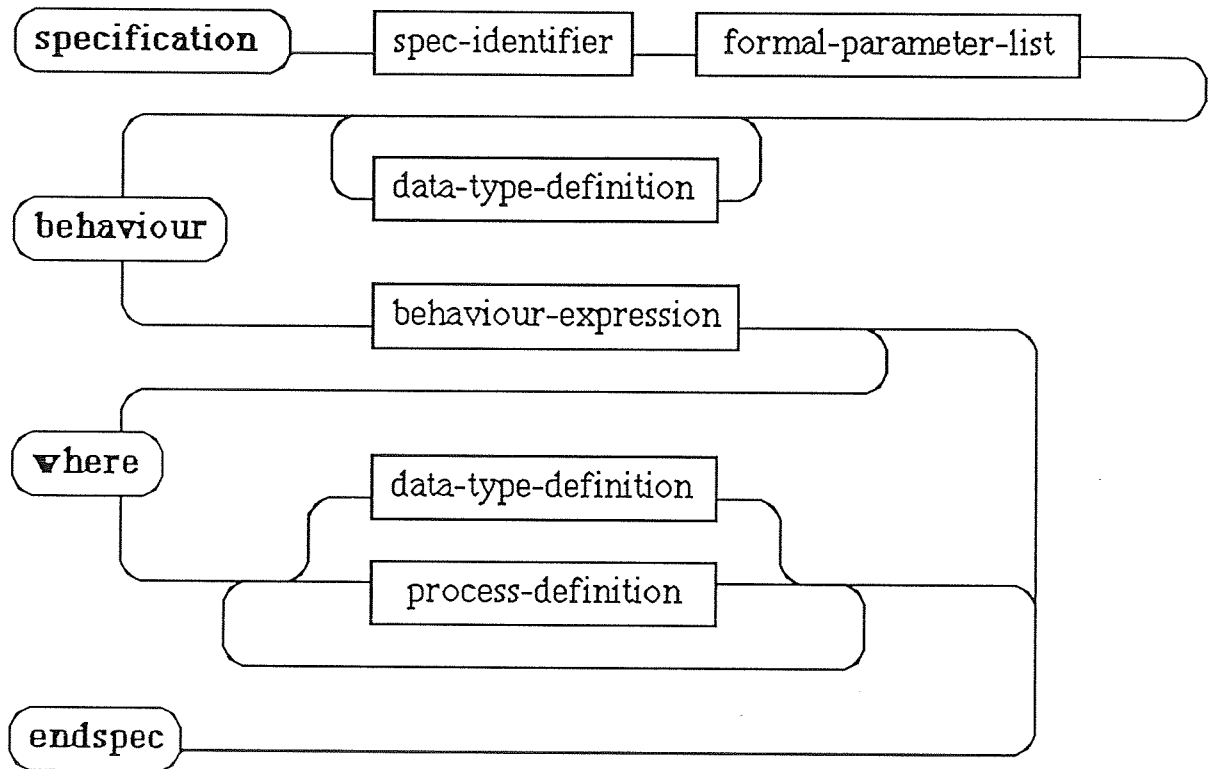 specification spec-identifier formal-parameter-list
data-type-definition
behaviour
behaviour-expression
where
data-type-definition
process-definition
endspec